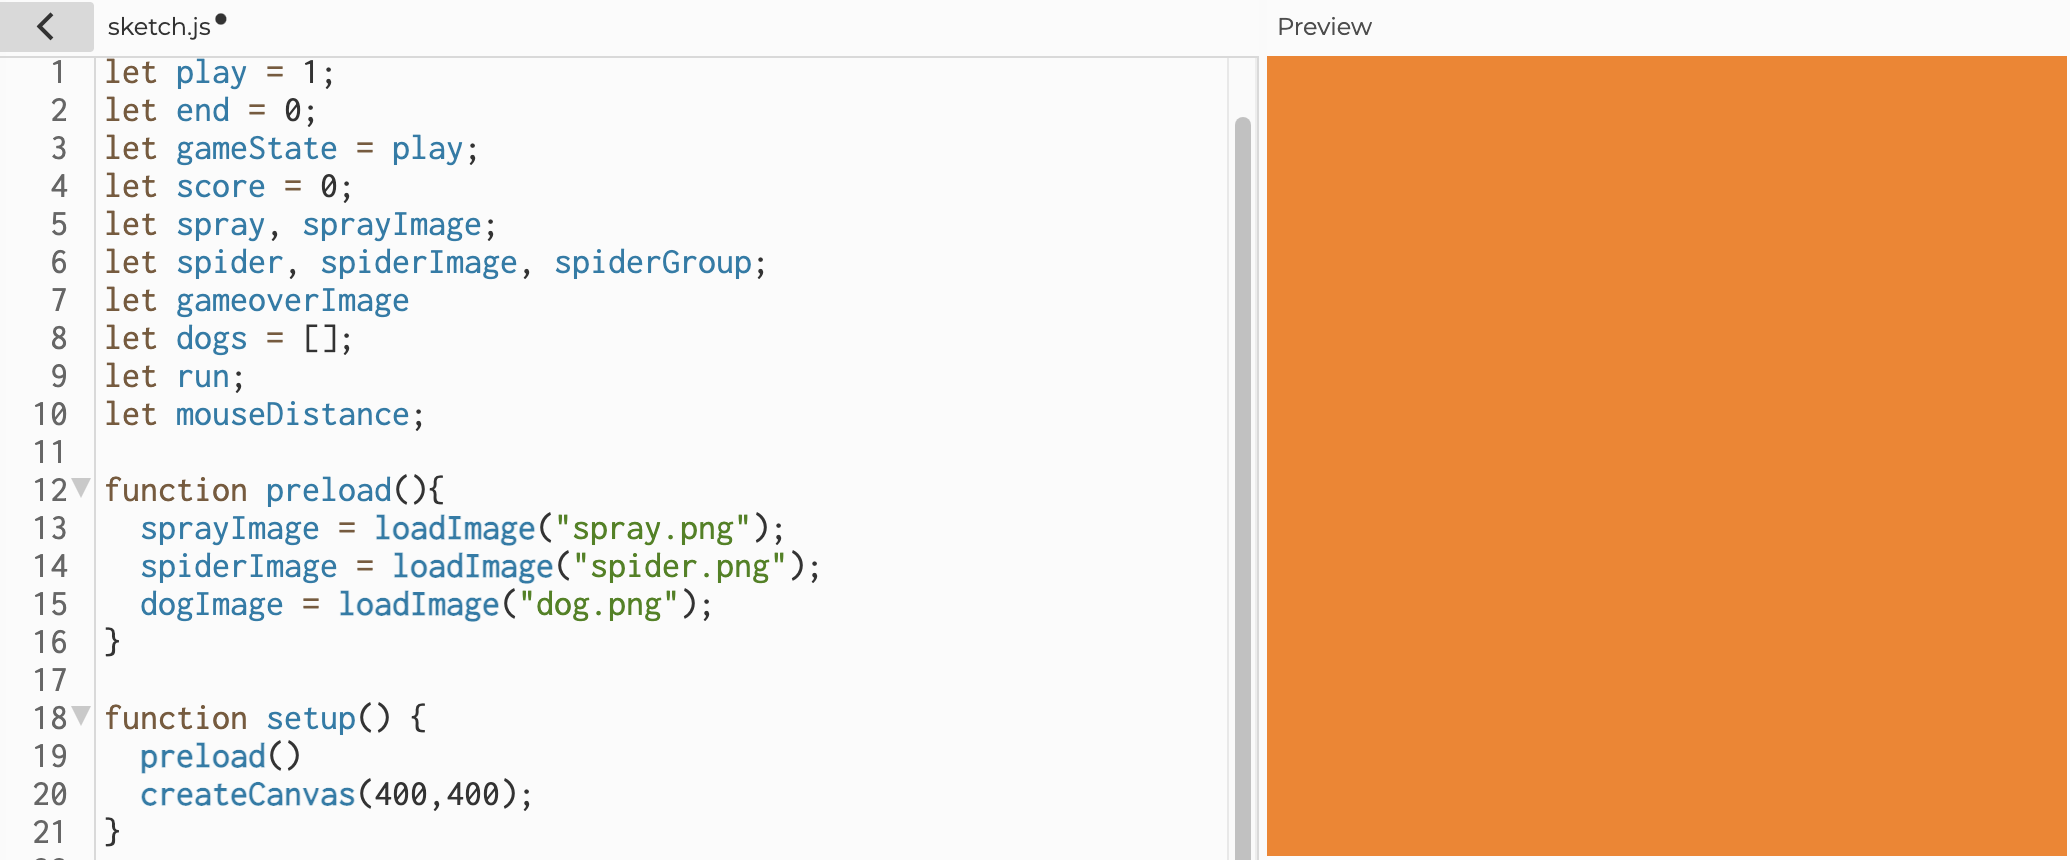 sketch.js
Preview
1 let play = 1;
2 let end = 0;
3 let gameState = play;
4 let score = 0;
5 let spray, sprayImage;
6 let spider, spiderImage, spiderGroup;
7 let gameoverImage
8 let dogs = [];
9 let run;
10 let mouseDistance;
11
12 function preload(){
13 sprayImage = loadImage("spray.png");
14 spiderImage = loadImage("spider.png");
15 dogImage = loadImage("dog.png");
16 }
17
18 function setup() {
19 preload()
20 createCanvas(400,400);
21 }